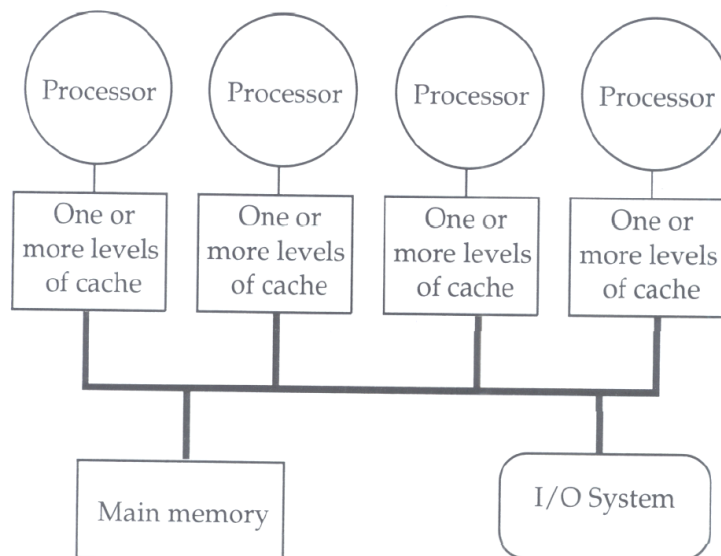 Processor
Processor
Processor
Processor
One or
more levels
of cache
One or
more levels
of cache
One or
more levels
of cache
One or
more levels
of cache
Main memory
I/O System